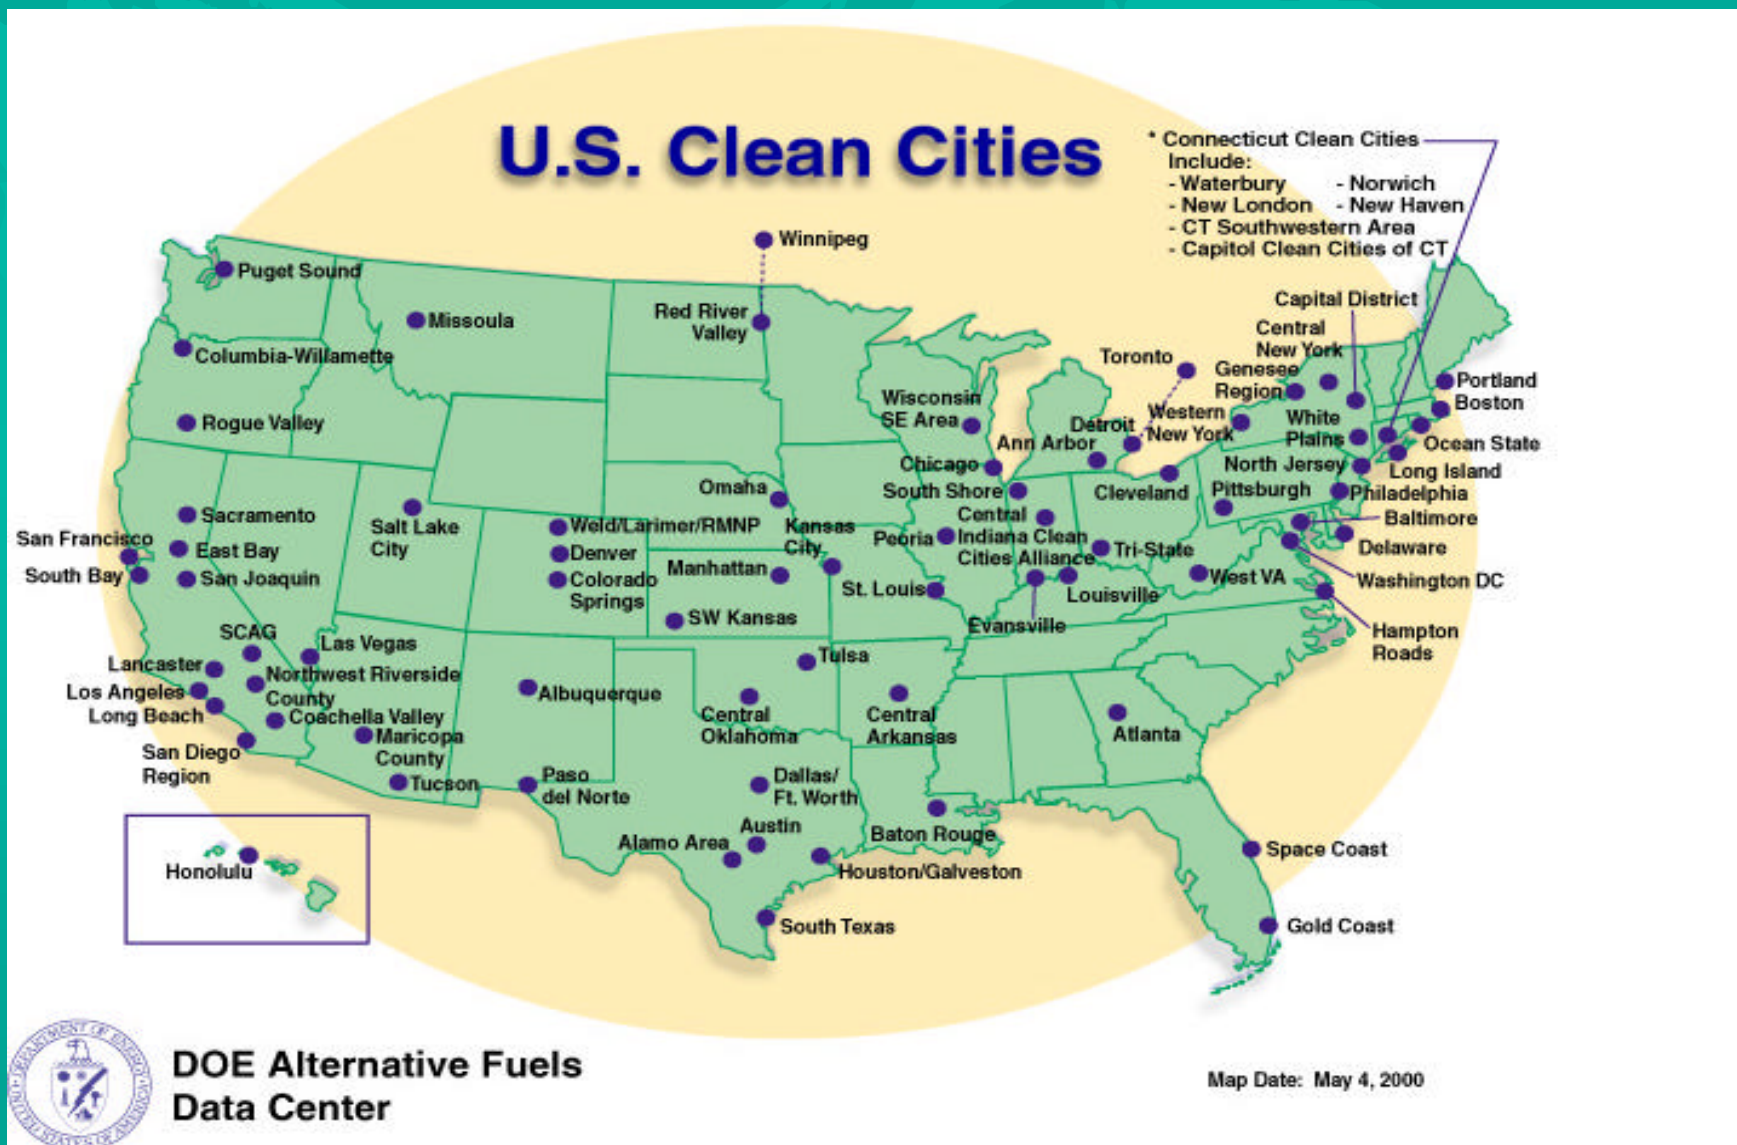 U.S. Clean Cities
* Connecticut Clean Cities
Include:
- Waterbury - Norwich
- New London - New Haven
- CT Southwestern Area
- Capitol Clean Cities of CT
Winnipeg
Puget Sound
Missoula
Red River
Valley
Columbia-Willamette
Rogue Valley
Capital District
Central
New York
Toronto
Genesee
Region
Portland
Boston
Wisconsin
SE Area
Detroit
Western
New York
White
Plains
Ann Arbor
Ocean State
Chicago
North Jersey
Long Island
South Shore
Cleveland
Pittsburgh
Philadelphia
Omaha
Baltimore
Sacramento
Salt Lake
City
Weld/Larimer/RMNP
Kansas
City
Central
Indiana Clean
Cities Alliance
Peoria
San Francisco
East Bay
Denver
Tri-State
Delaware
South Bay
San Joaquin
Colorado
Springs
Manhattan
St. Louis
Louisville
West VA
Washington DC
SW Kansas
Evansville
Hampton
Roads
SCAG
Las Vegas
Tulsa
Lancaster
Northwest Riverside
County
Los Angeles
Albuquerque
Long Beach
Coachella Valley
Central
Oklahoma
Central
Arkansas
Atlanta
Maricopa
County
San Diego
Region
Tucson
Paso
del Norte
Dallas/
Ft. Worth
Austin
Baton Rouge
Alamo Area
Space Coast
Honolulu
Houston/Galveston
South Texas
Gold Coast
DEPARTMENT OF ENERGY
UNITED STATES OF AMERICA
DOE Alternative Fuels
Data Center
Map Date: May 4, 2000